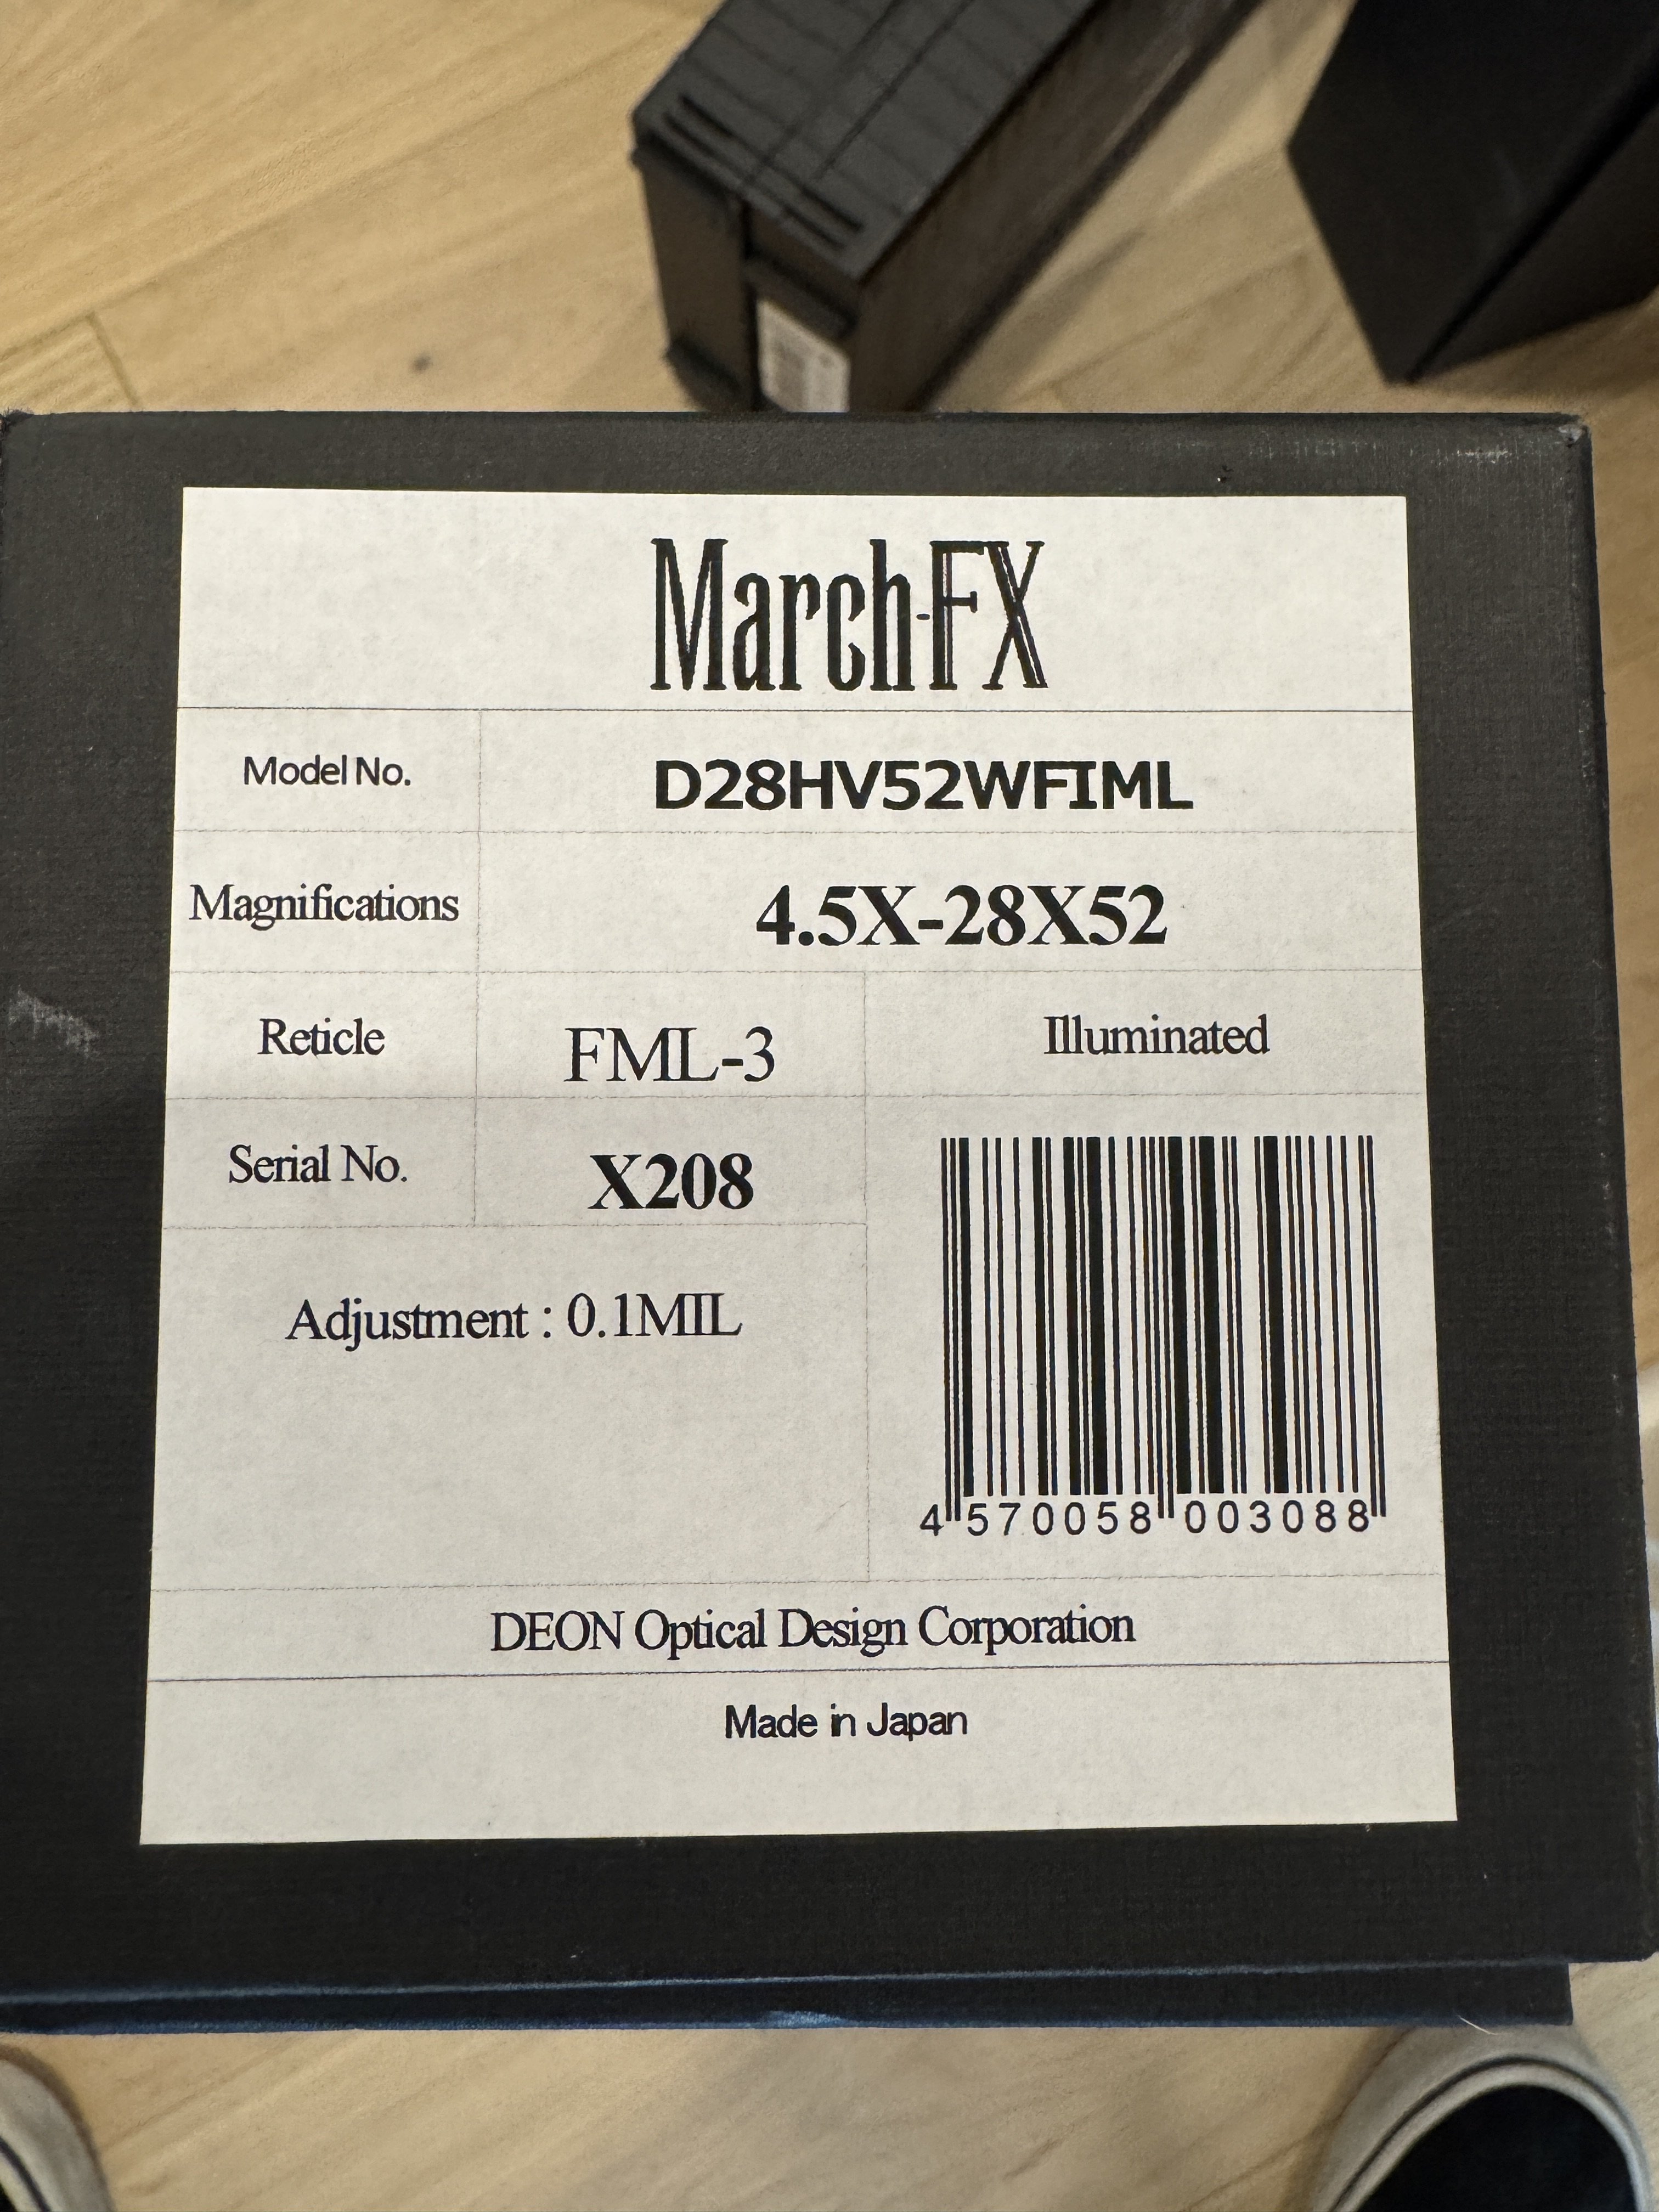 March-FX
Model No. D28HV52WFIML
Magnifications 4.5X-28X52
Reticle FML-3 Illuminated
Serial No. X208
Adjustment : 0.1MIL
4 570058 003088
DEON Optical Design Corporation
Made in Japan